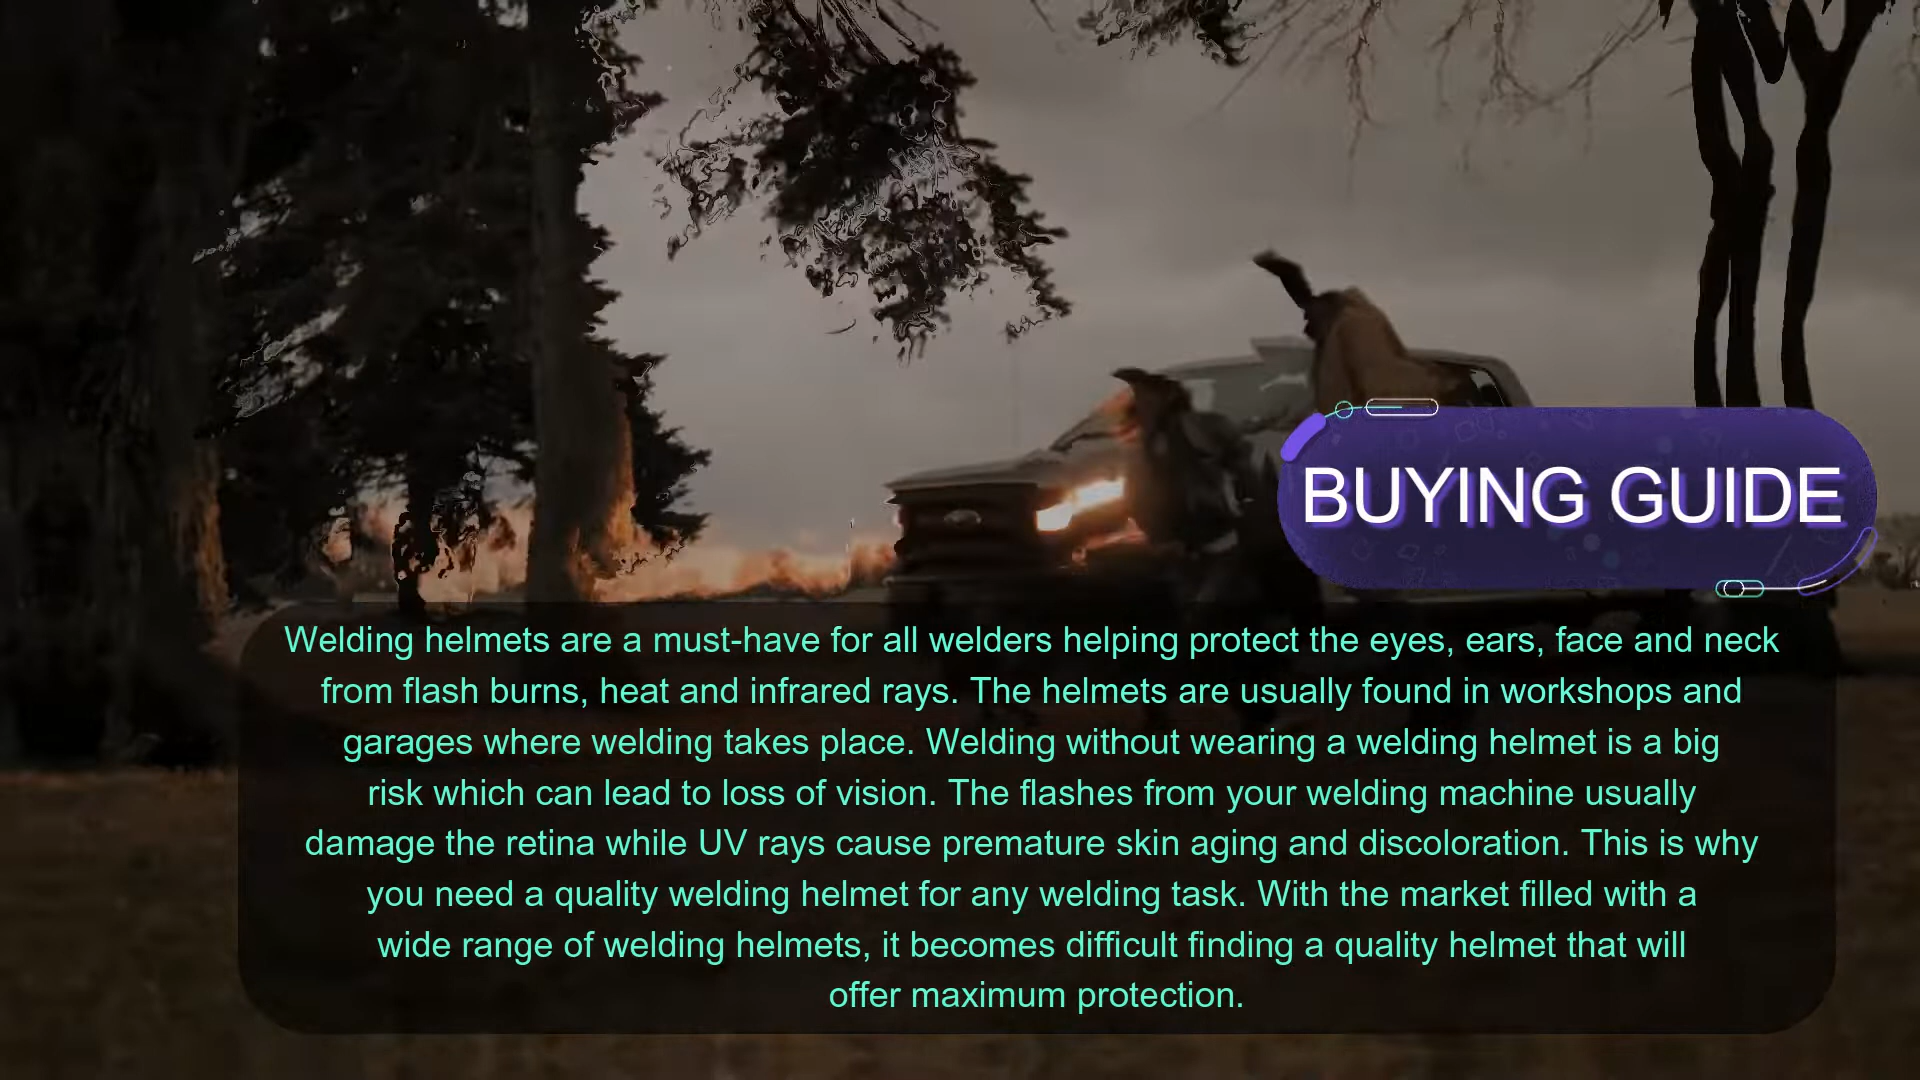 BUYING GUIDE
Welding helmets are a must-have for all welders helping protect the eyes, ears, face and neck
from flash burns, heat and infrared rays. The helmets are usually found in workshops and
garages where welding takes place. Welding without wearing a welding helmet is a big
risk which can lead to loss of vision. The flashes from your welding machine usually
damage the retina while UV rays cause premature skin aging and discoloration. This is why
you need a quality welding helmet for any welding task. With the market filled with a
wide range of welding helmets, it becomes difficult finding a quality helmet that will
offer maximum protection.